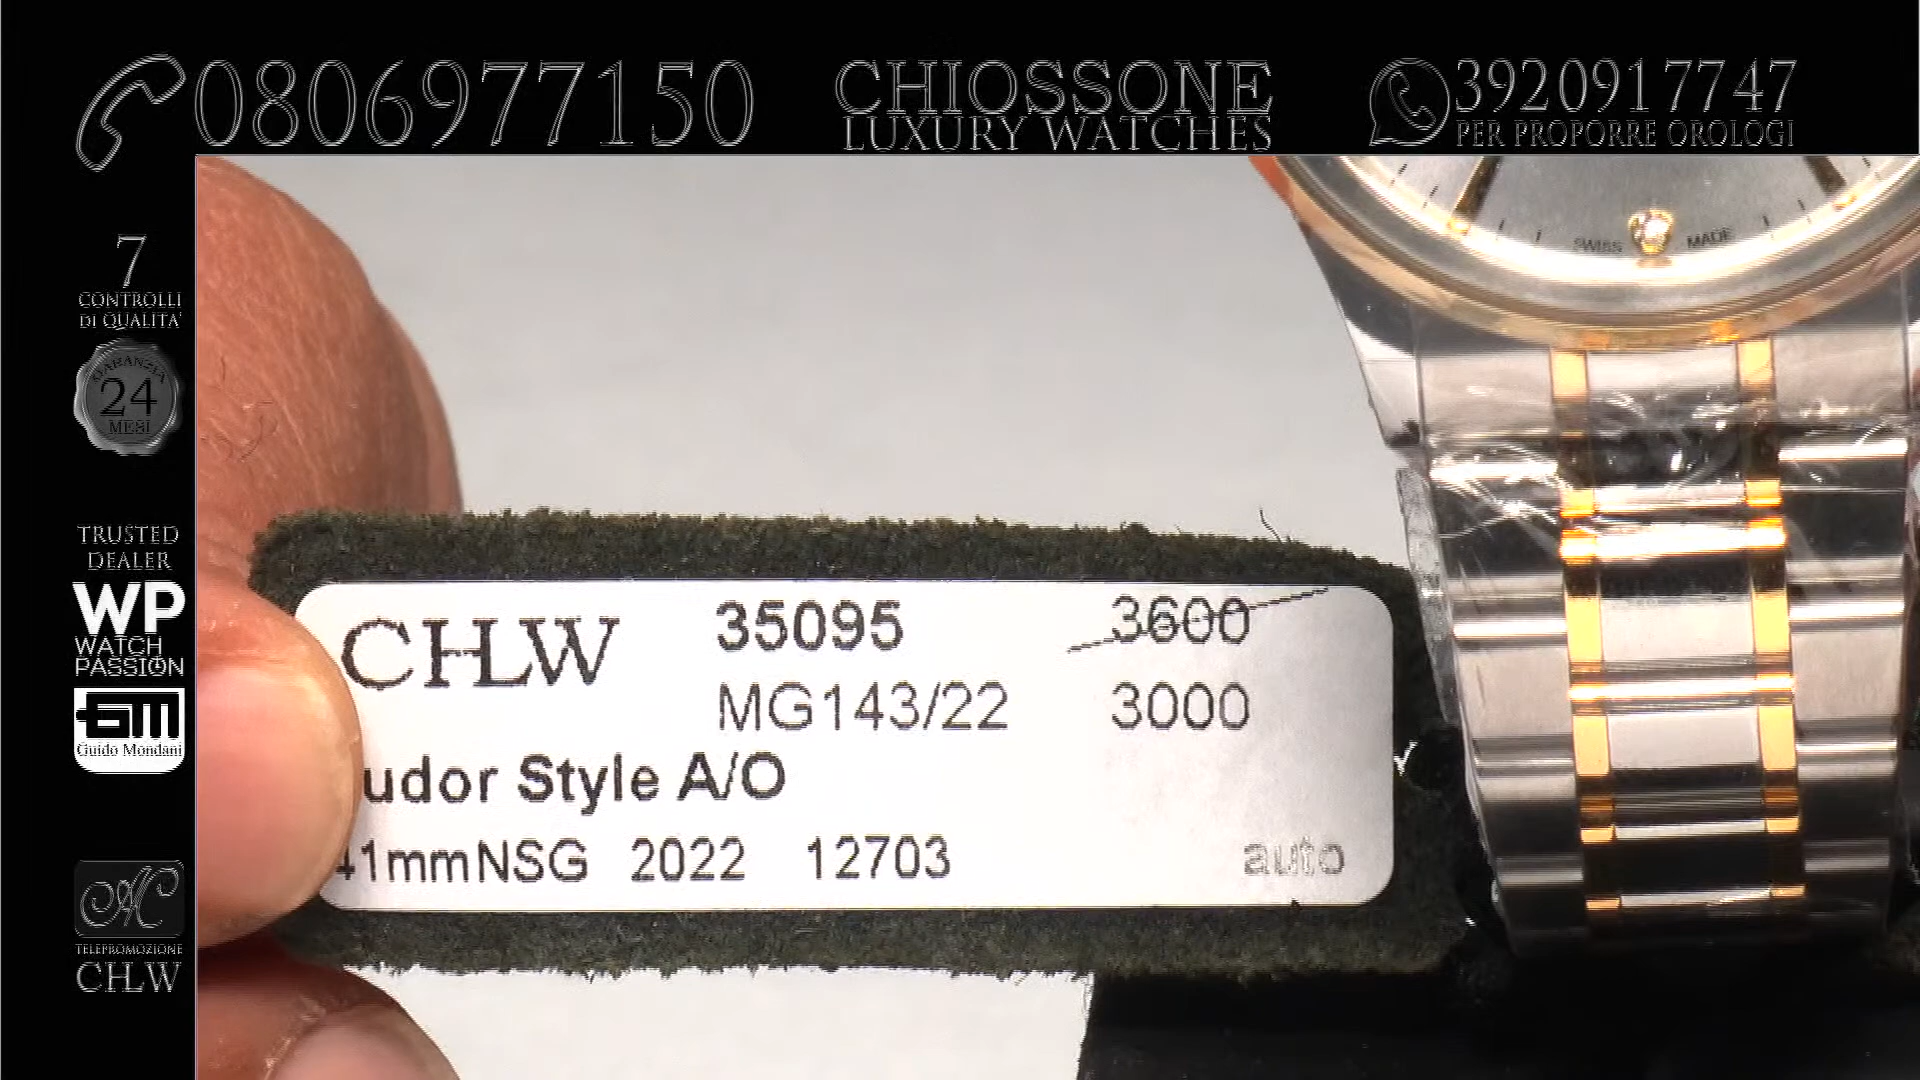 0806977150
CHIOSSONE
LUXURY WATCHES
3920917747
PER PROPORRE OROLOGI
7
CONTROLLI
DI QUALITA'
GARANZIA
24
MESI
TRUSTED
DEALER
WP
WATCH
PASSION
GM
Guido Mondani
AC
TELEPROMOZIONE
CHLW
SWISS MADE
CHLW 35095 3600
MG143/22 3000
udor Style A/O
41mmNSG 2022 12703 auto